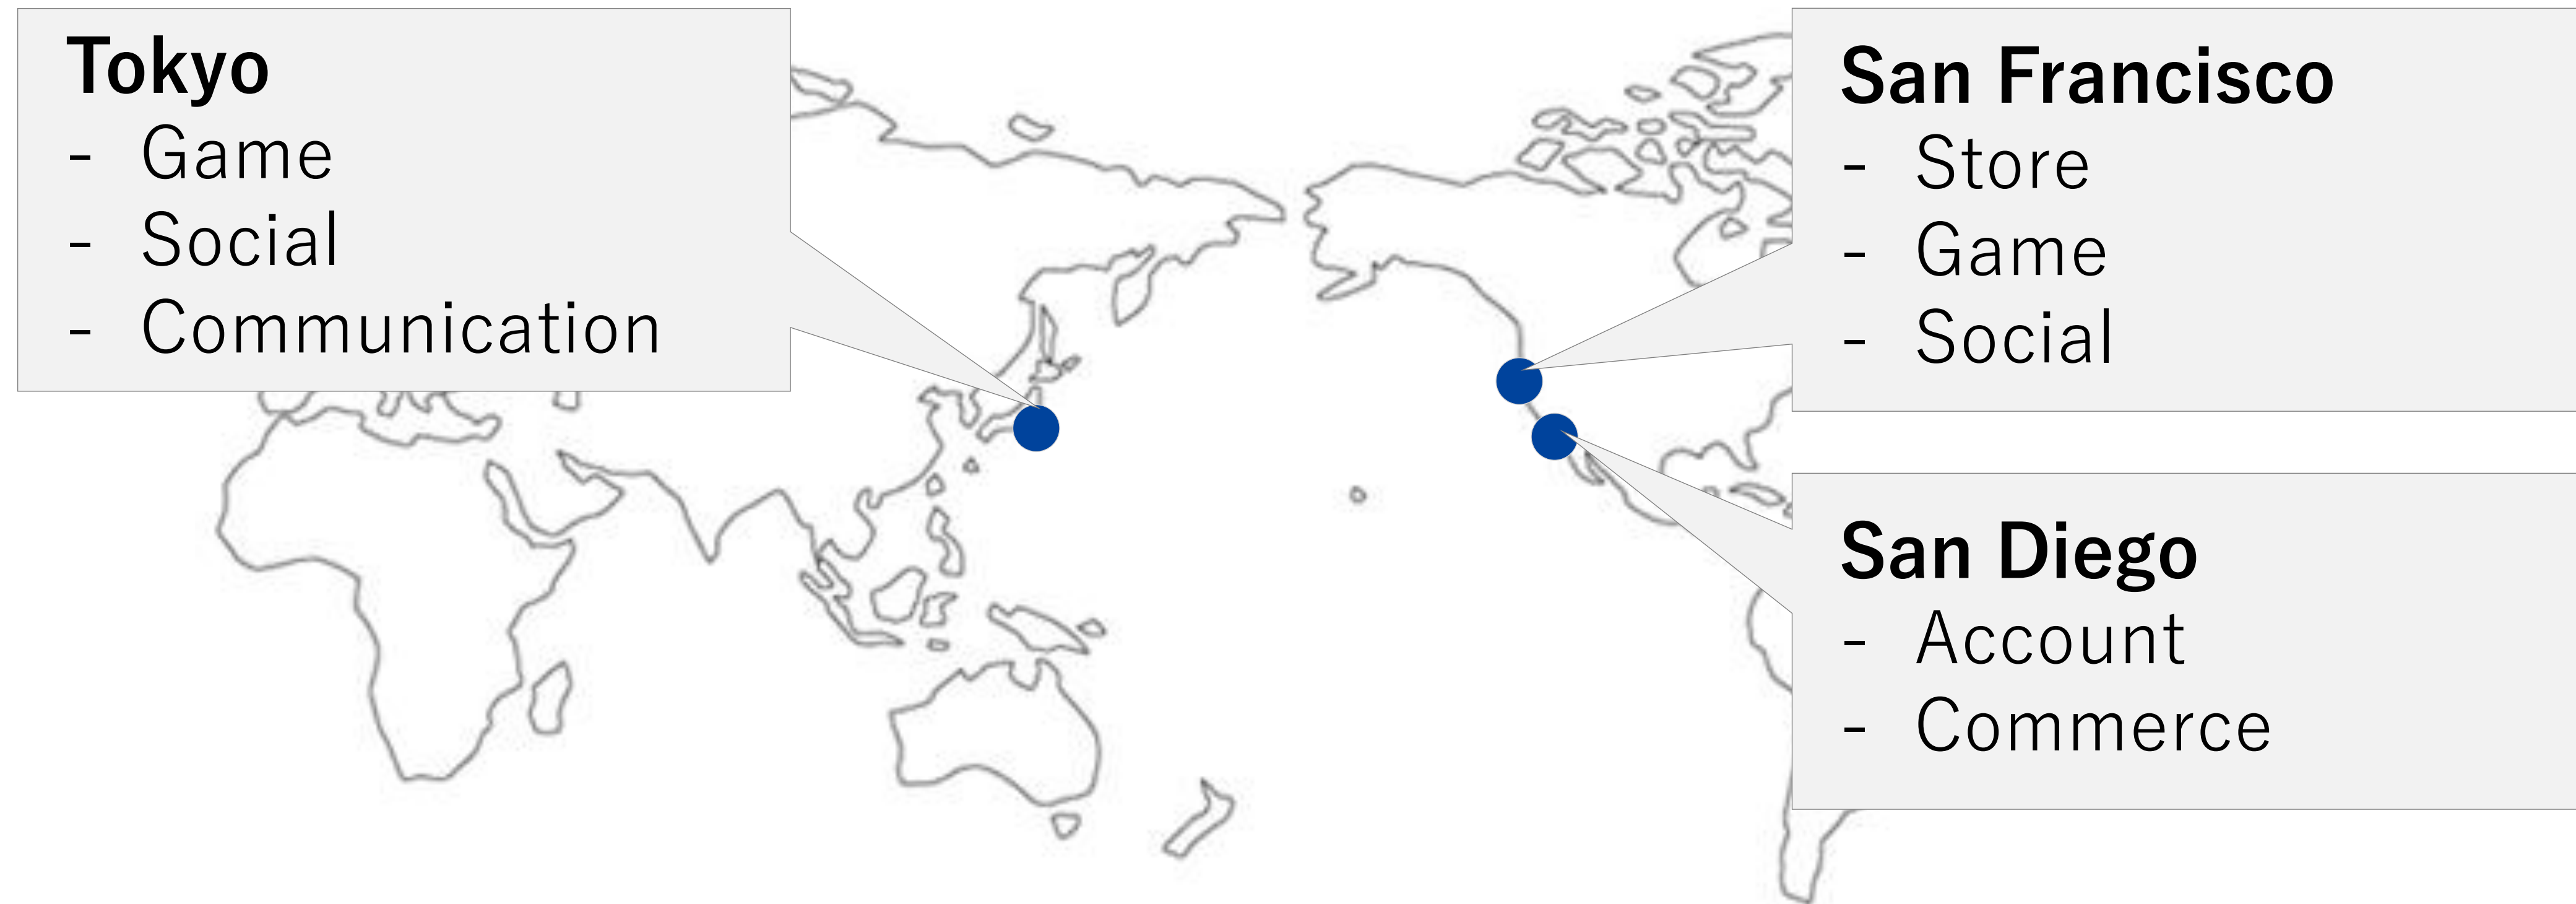 Tokyo
- Game
- Social
- Communication
San Francisco
- Store
- Game
- Social
San Diego
- Account
- Commerce